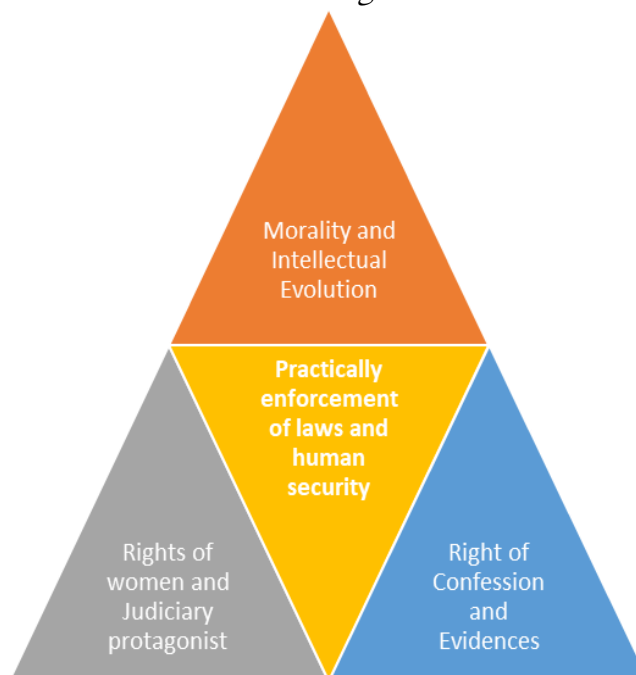 Morality and
Intellectual
Evolution
Practically
enforcement
of laws and
human
security
Rights of
women and
Judiciary
protagonist
Right of
Confession
and
Evidences